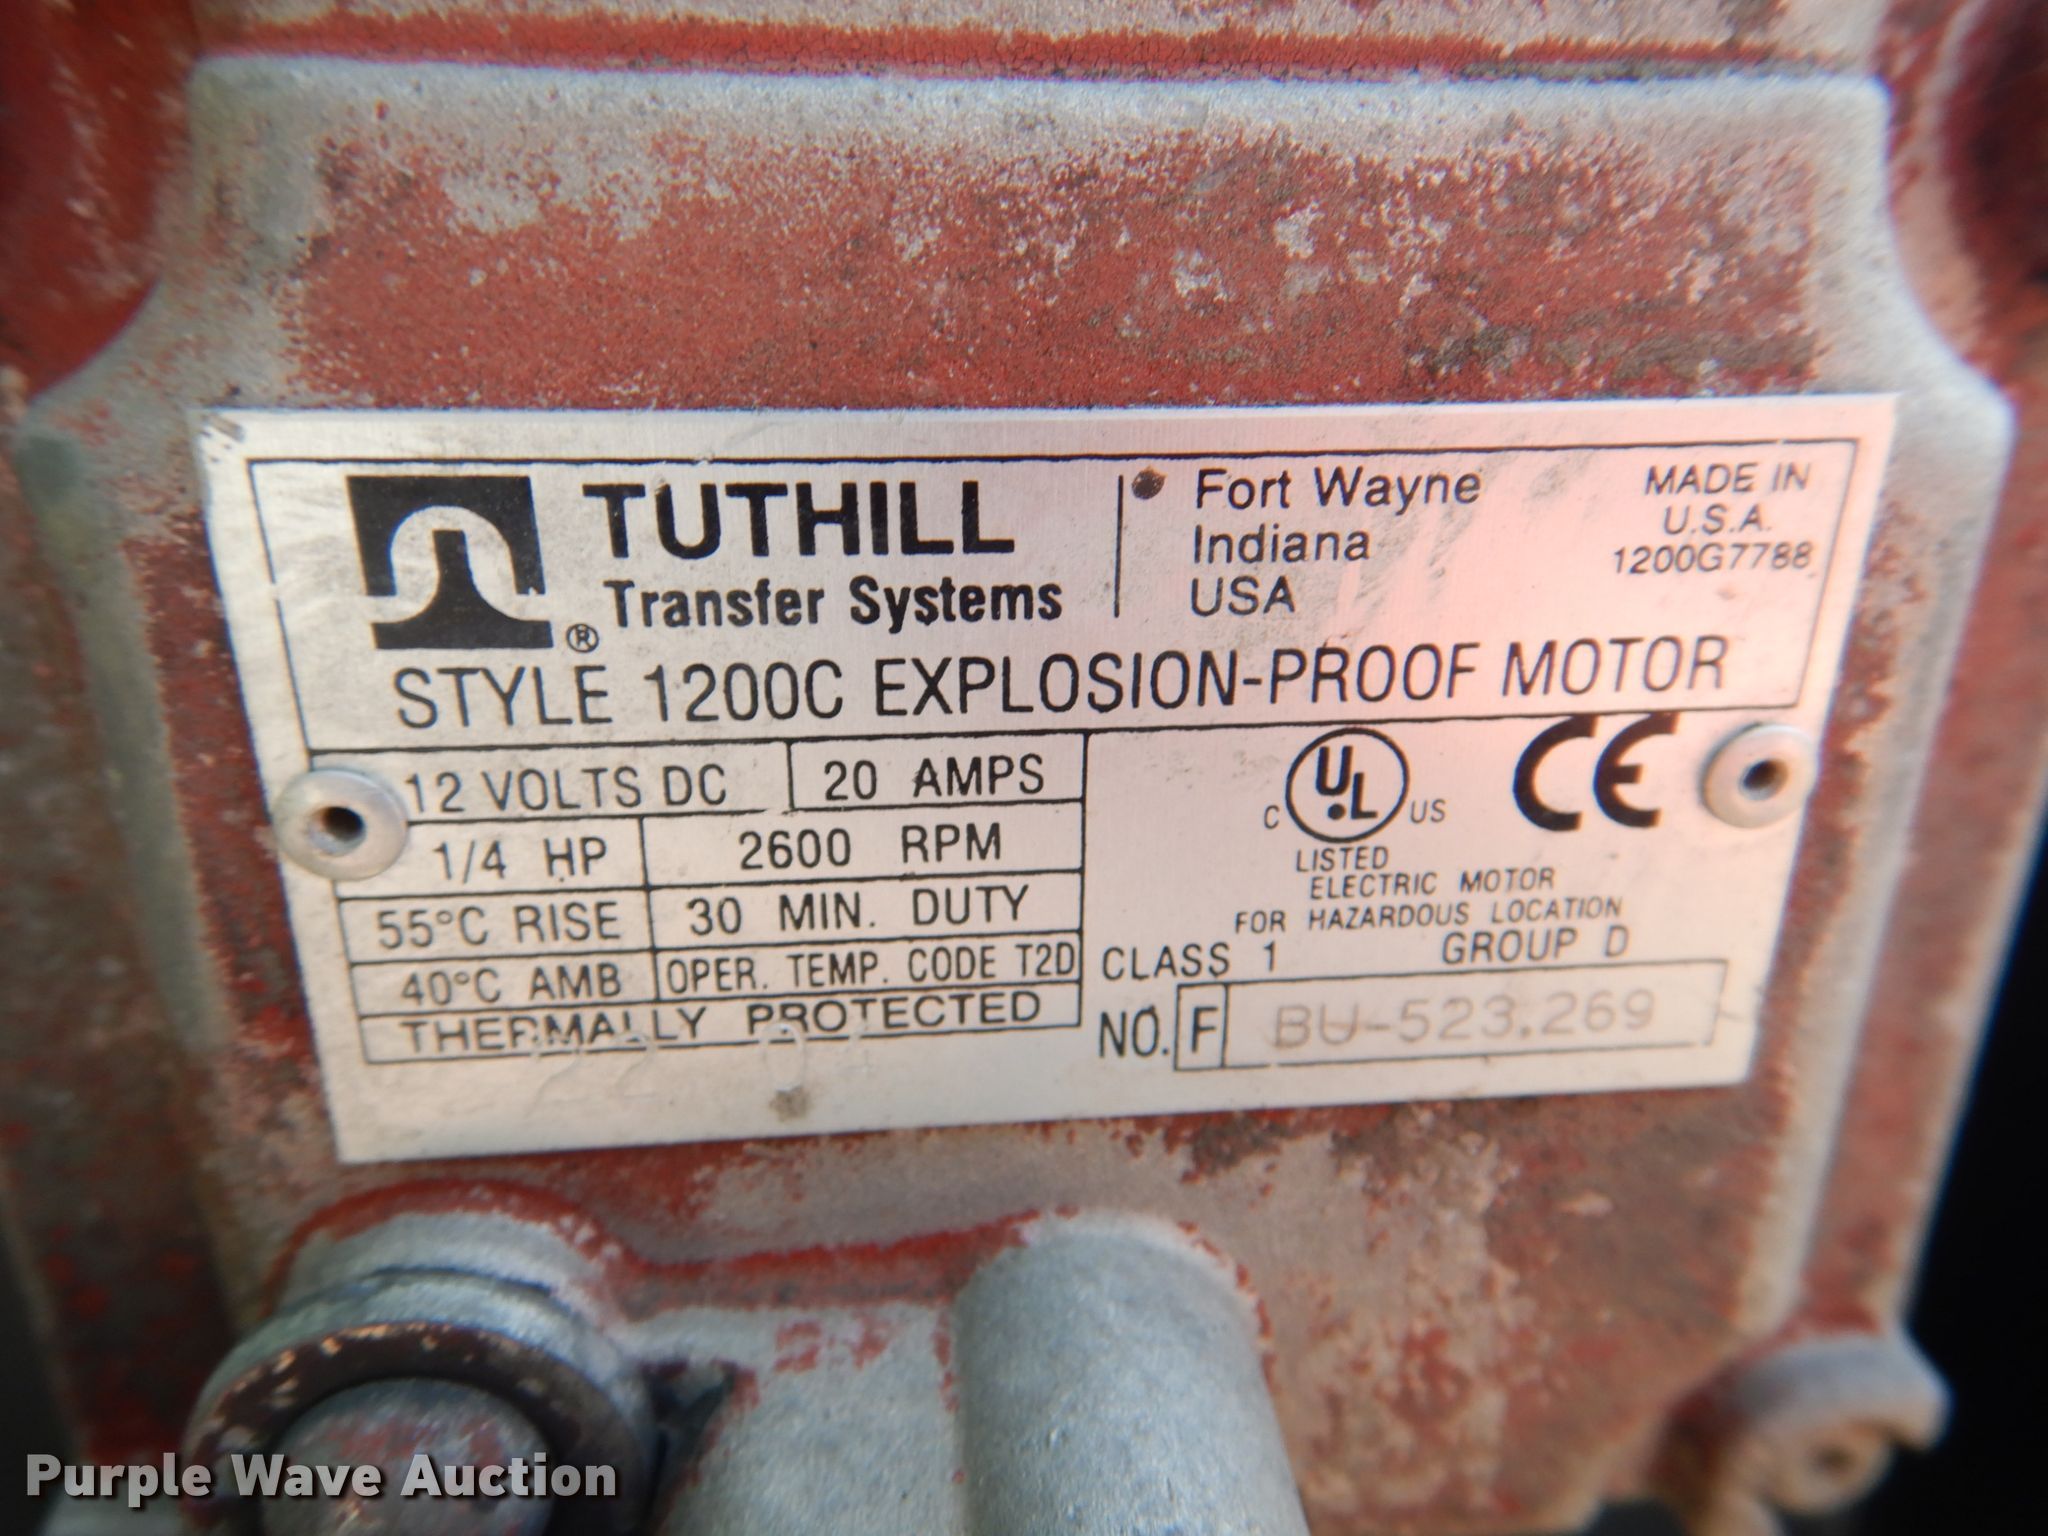 TUTHILL
Transfer Systems
®
Fort Wayne
Indiana
USA
MADE IN
U.S.A.
1200G7788
STYLE 1200C EXPLOSION-PROOF MOTOR
12 VOLTS DC
20 AMPS
1/4 HP
2600 RPM
55°C RISE
30 MIN. DUTY
40°C AMB
OPER. TEMP. CODE T2D
THERMALLY PROTECTED
C UL US
CE
LISTED
ELECTRIC MOTOR
FOR HAZARDOUS LOCATION
CLASS 1 GROUP D
NO. F BU-523,269
Purple Wave Auction